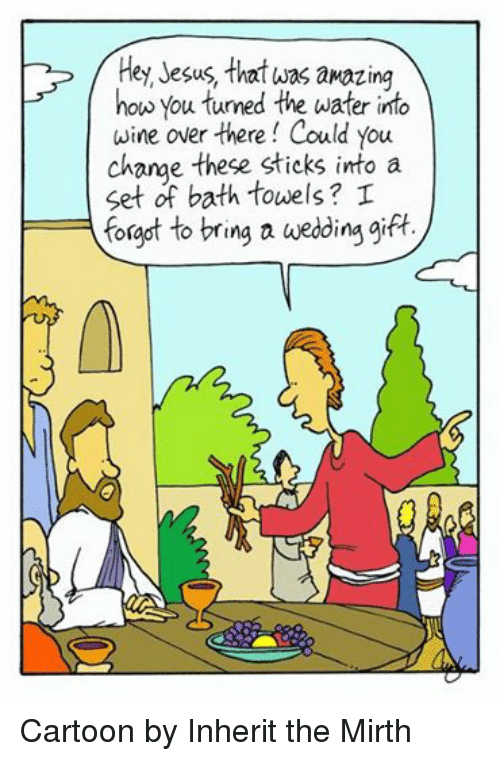 Hey, Jesus, that was amazing
how you turned the water into
wine over there! Could you
change these sticks into a
set of bath towels? I
forgot to bring a wedding gift.
Cartoon by Inherit the Mirth